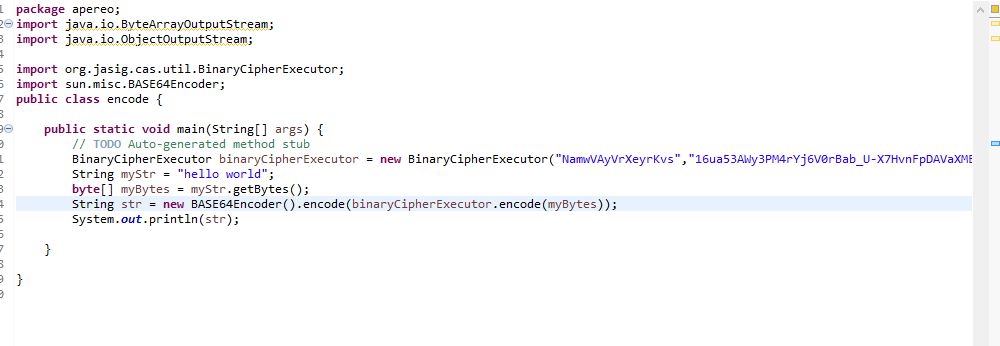 package apereo;
import java.io.ByteArrayOutputStream;
import java.io.ObjectOutputStream;
import org.jasig.cas.util.BinaryCipherExecutor;
import sun.misc.BASE64Encoder;
public class encode {
public static void main(String[] args) {
// TODO Auto-generated method stub
BinaryCipherExecutor binaryCipherExecutor = new BinaryCipherExecutor("NamwVAyVrXeyrKvs","16ua53AWy3PM4rYj6V0rBab_U-X7HvnFpDAVaXME
String myStr = "hello world";
byte[] myBytes = myStr.getBytes();
String str = new BASE64Encoder().encode(binaryCipherExecutor.encode(myBytes));
System.out.println(str);
}
}